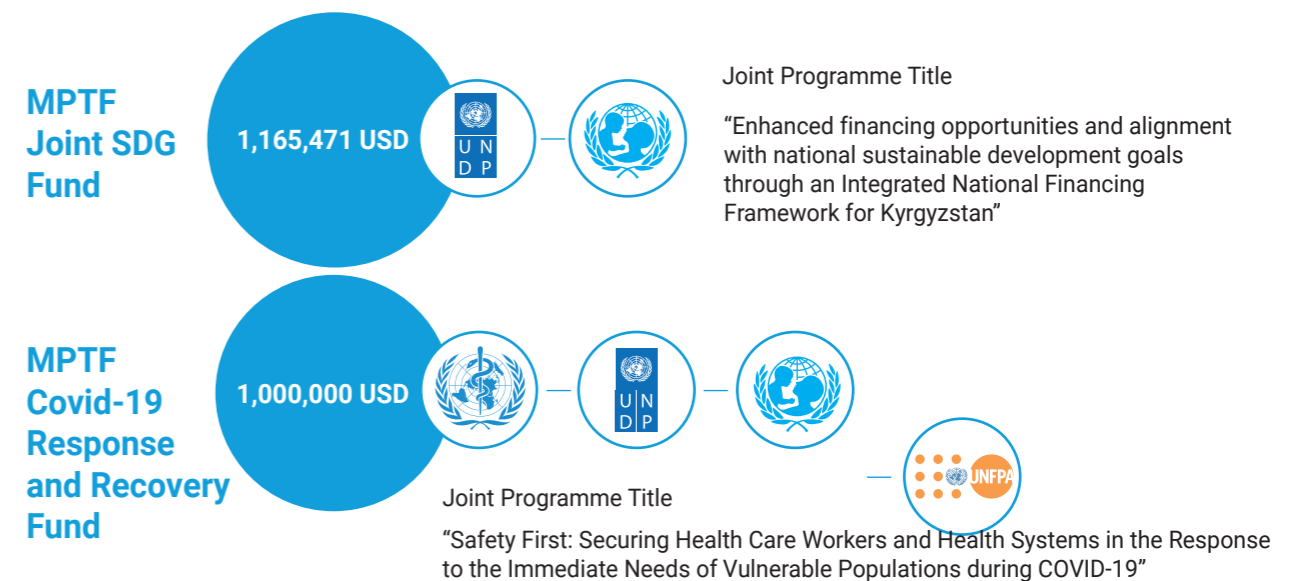 MPTF
Joint SDG
Fund
1,165,471 USD
U N
D P
Joint Programme Title
“Enhanced financing opportunities and alignment
with national sustainable development goals
through an Integrated National Financing
Framework for Kyrgyzstan”
MPTF
Covid-19
Response
and Recovery
Fund
1,000,000 USD
U N
D P
UNFPA
Joint Programme Title
“Safety First: Securing Health Care Workers and Health Systems in the Response
to the Immediate Needs of Vulnerable Populations during COVID-19”